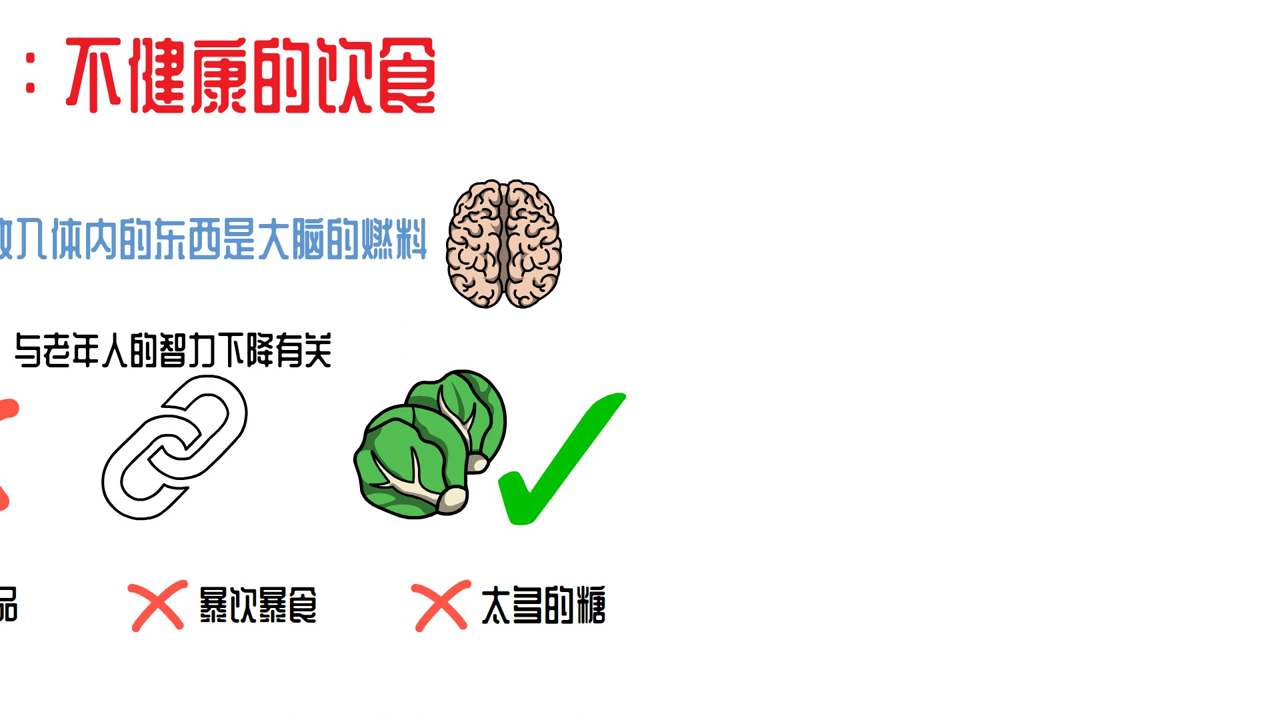 ：不健康的饮食
放入体内的东西是大脑的燃料
与老年人的智力下降有关
品
暴饮暴食
太多的糖